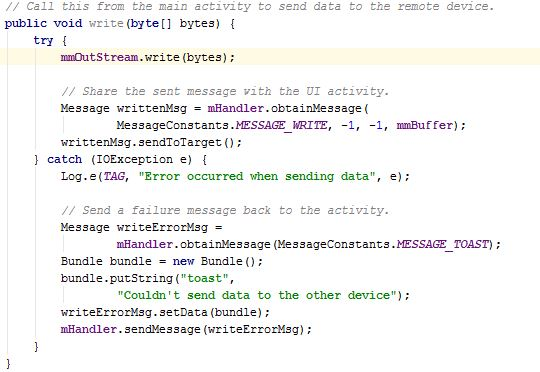 // Call this from the main activity to send data to the remote device.
public void write(byte[] bytes) {
    try {
        mmOutStream.write(bytes);

        // Share the sent message with the UI activity.
        Message writtenMsg = mHandler.obtainMessage(
                MessageConstants.MESSAGE_WRITE, -1, -1, mmBuffer);
        writtenMsg.sendToTarget();
    } catch (IOException e) {
        Log.e(TAG, "Error occurred when sending data", e);

        // Send a failure message back to the activity.
        Message writeErrorMsg =
                mHandler.obtainMessage(MessageConstants.MESSAGE_TOAST);
        Bundle bundle = new Bundle();
        bundle.putString("toast",
                "Couldn't send data to the other device");
        writeErrorMsg.setData(bundle);
        mHandler.sendMessage(writeErrorMsg);
    }
}